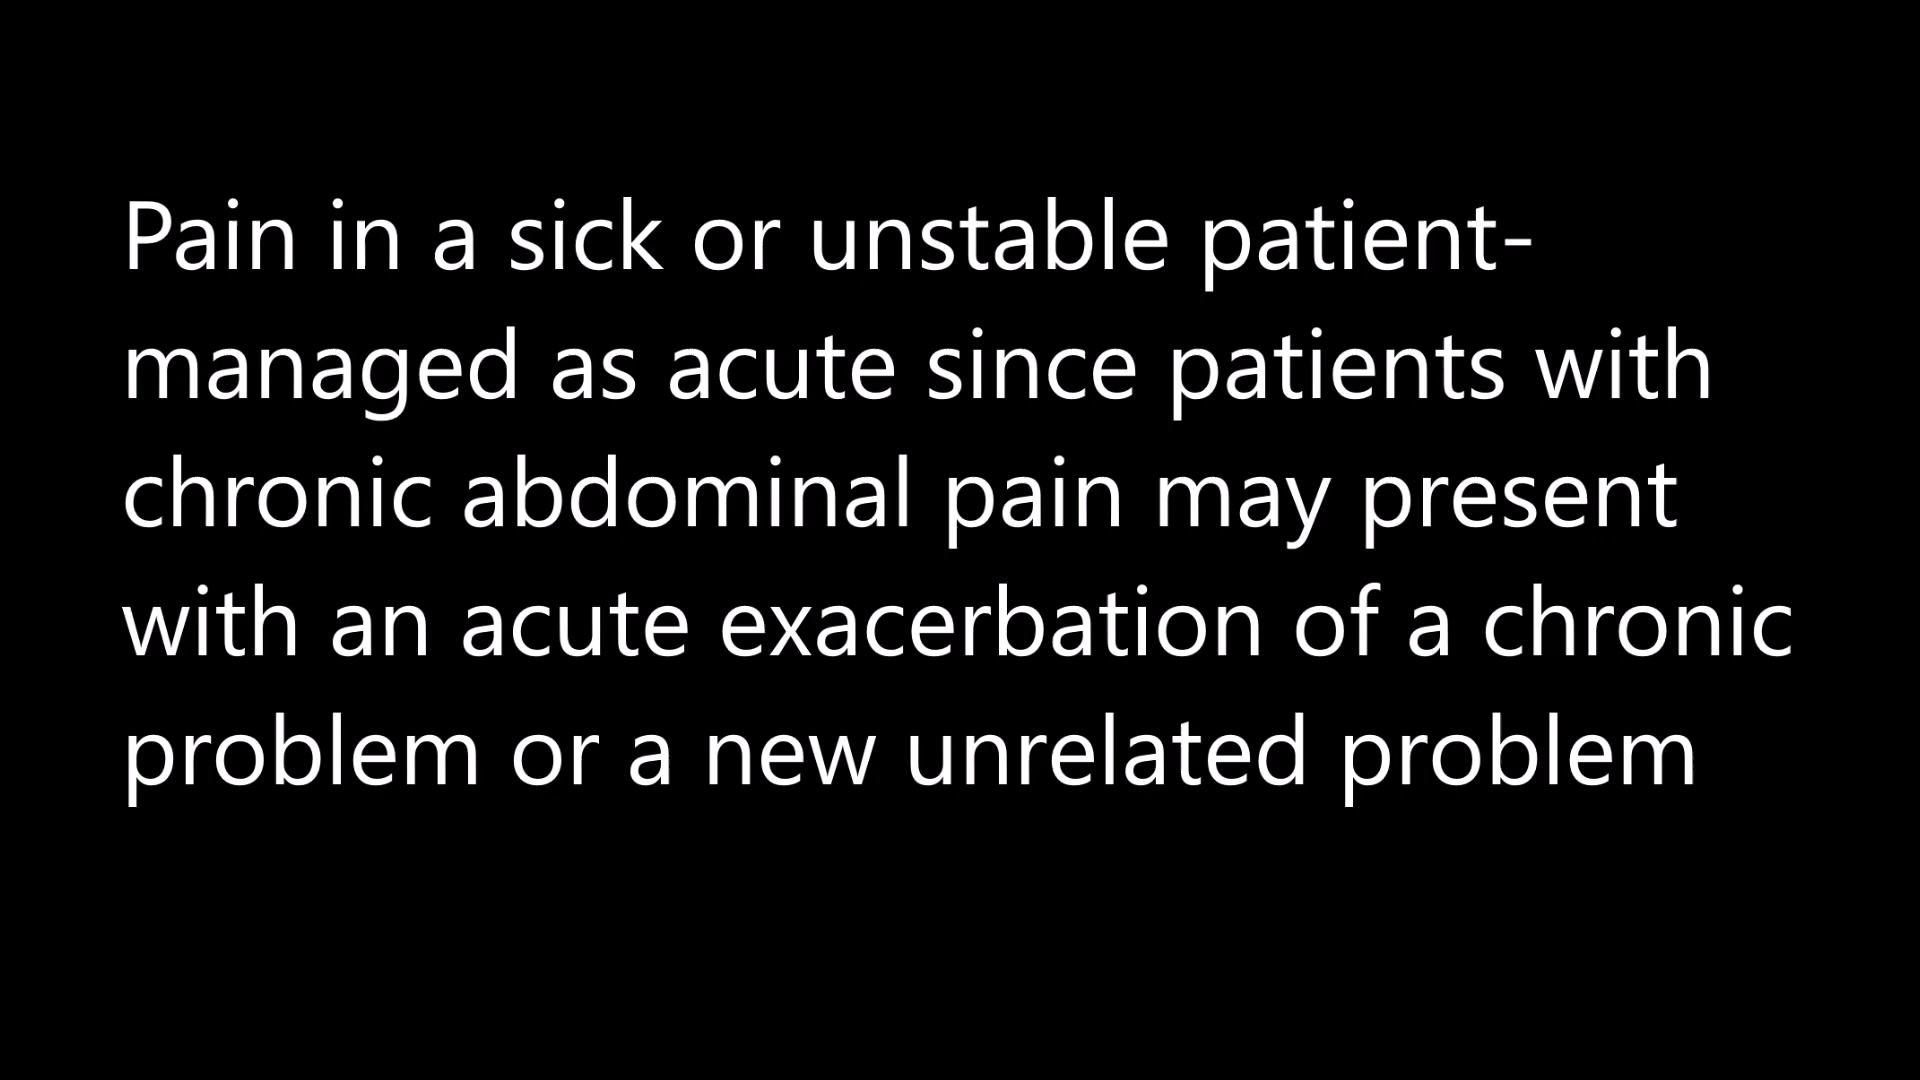 Pain in a sick or unstable patient-
managed as acute since patients with
chronic abdominal pain may present
with an acute exacerbation of a chronic
problem or a new unrelated problem